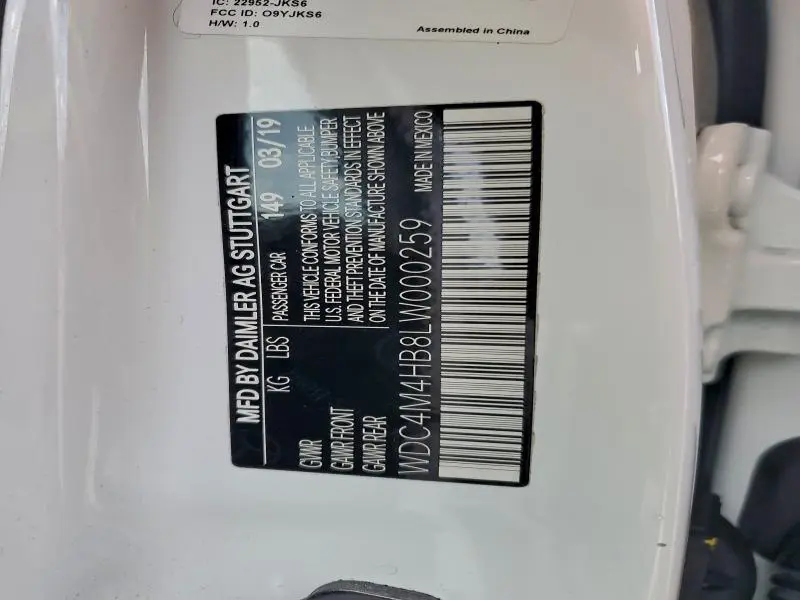 IC: 22952-JKS6
FCC ID: O9YJKS6
H/W: 1.0
Assembled in China
MFD BY DAIMLER AG STUTTGART
KG LBS PASSENGER CAR 149 03/19
GVWR
GAWR FRONT
GAWR REAR
THIS VEHICLE CONFORMS TO ALL APPLICABLE
U.S. FEDERAL MOTOR VEHICLE SAFETY,BUMPER
AND THEFT PREVENTION STANDARDS IN EFFECT
ON THE DATE OF MANUFACTURE SHOWN ABOVE
WDC4M4HB8LW000259 MADE IN MEXICO